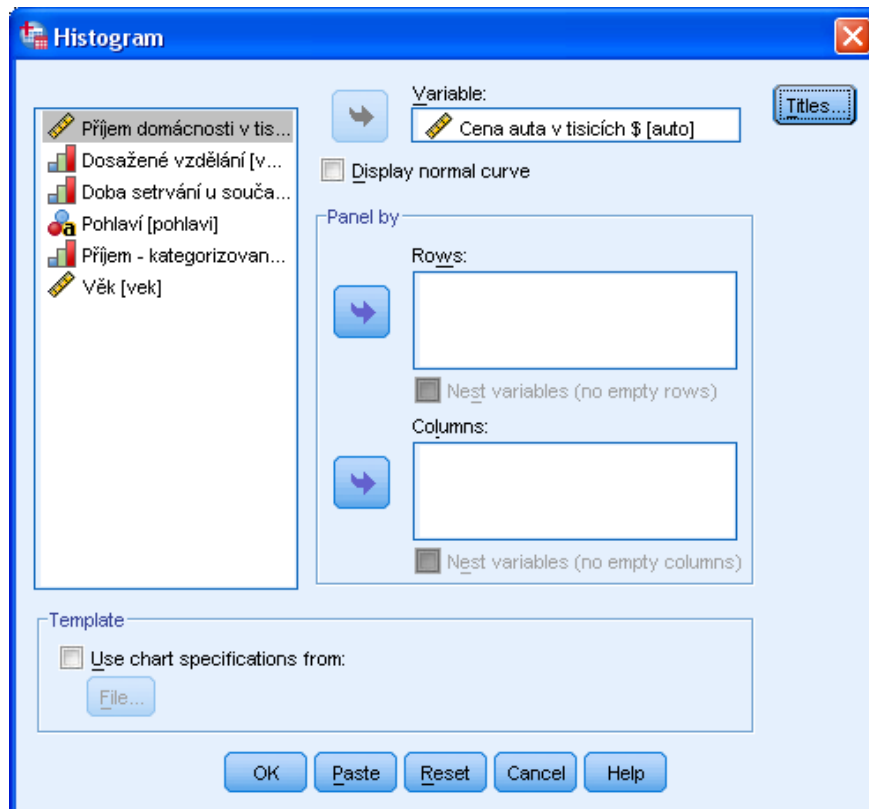 Histogram
Příjem domácnosti v tis...
Dosažené vzdělání [v...
Doba setrvání u souča...
Pohlaví [pohlavi]
Příjem - kategorizovan...
Věk [vek]
Variable:
Cena auta v tisicích $ [auto]
Titles...
Display normal curve
Panel by
Rows:
Nest variables (no empty rows)
Columns:
Nest variables (no empty columns)
Template
Use chart specifications from:
File...
OK
Paste
Reset
Cancel
Help